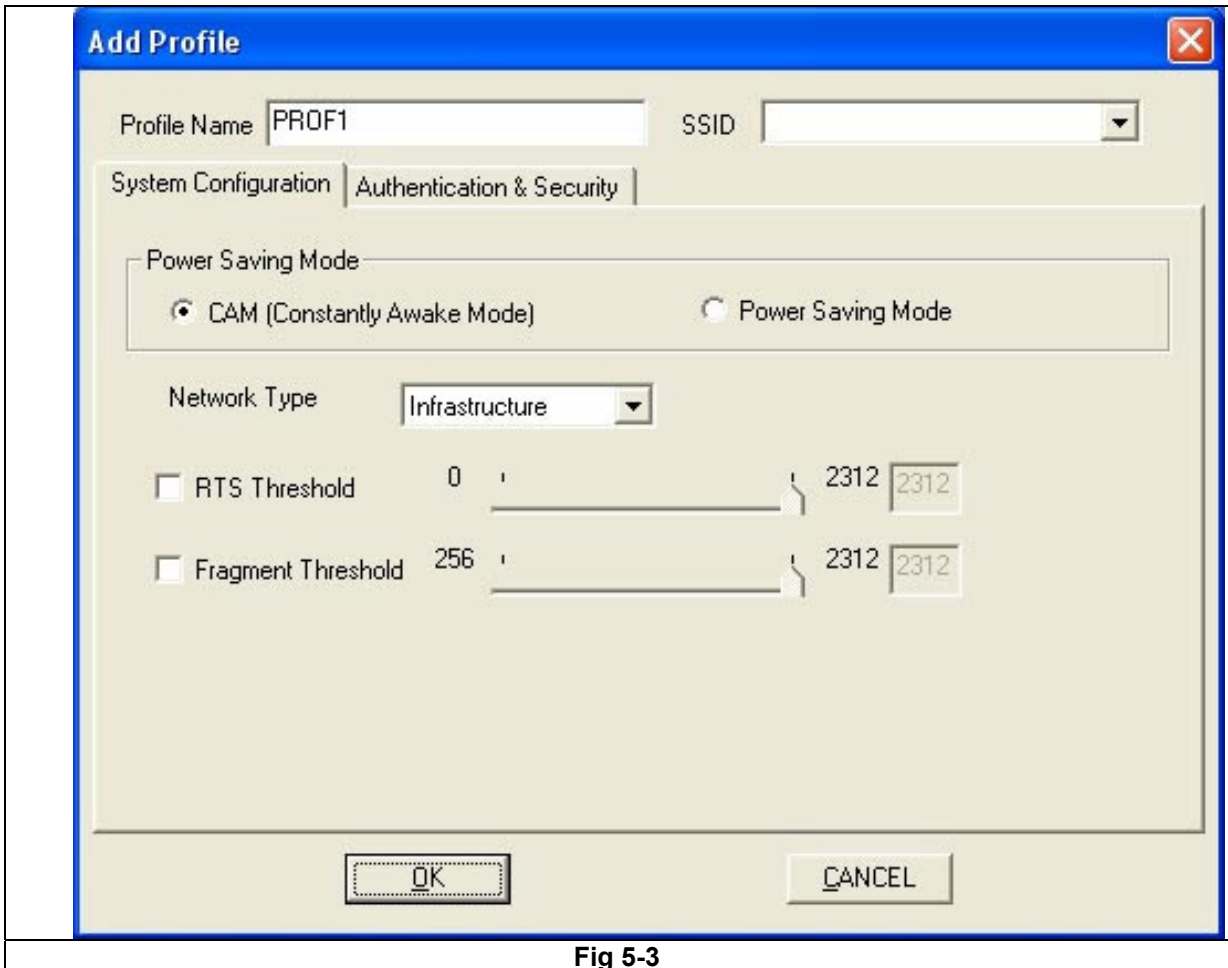 Add Profile
Profile Name PROF1 SSID
System Configuration Authentication & Security
Power Saving Mode
CAM (Constantly Awake Mode) Power Saving Mode
Network Type Infrastructure
RTS Threshold 0 2312 2312
Fragment Threshold 256 2312 2312
OK CANCEL
Fig 5-3